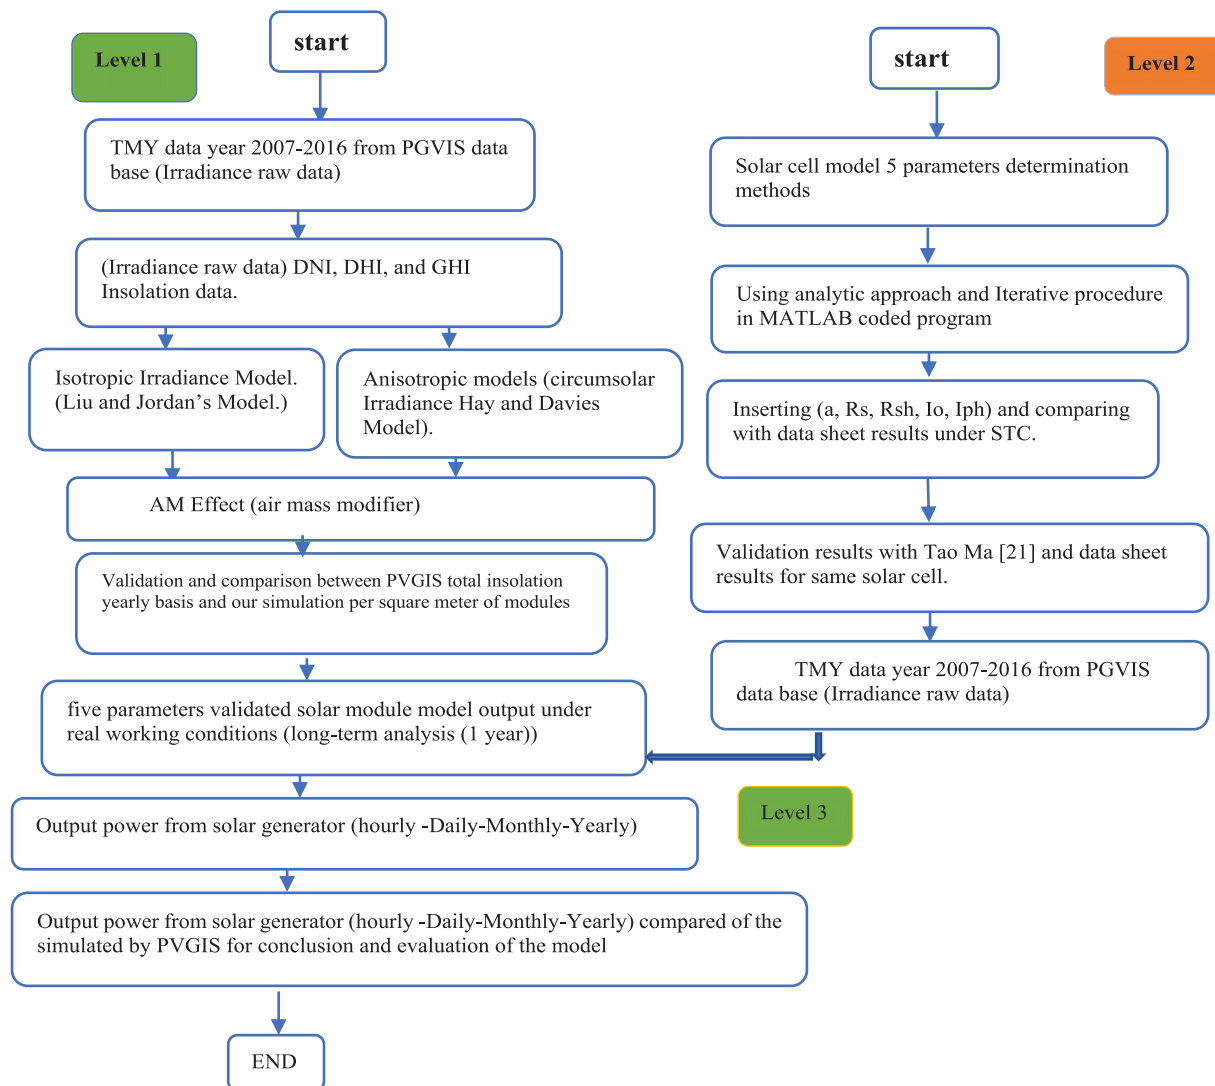 Level 1
start
TMY data year 2007-2016 from PGVIS data
base (Irradiance raw data)
(Irradiance raw data) DNI, DHI, and GHI
Insolation data.
Isotropic Irradiance Model.
(Liu and Jordan's Model.)
Anisotropic models (circumsolar
Irradiance Hay and Davies
Model).
AM Effect (air mass modifier)
Validation and comparison between PVGIS total insolation
yearly basis and our simulation per square meter of modules
five parameters validated solar module model output under
real working conditions (long-term analysis (1 year))
Output power from solar generator (hourly -Daily-Monthly-Yearly)
Output power from solar generator (hourly -Daily-Monthly-Yearly) compared of the
simulated by PVGIS for conclusion and evaluation of the model
END
start
Level 2
Solar cell model 5 parameters determination
methods
Using analytic approach and Iterative procedure
in MATLAB coded program
Inserting (a, Rs, Rsh, Io, Iph) and comparing
with data sheet results under STC.
Validation results with Tao Ma [21] and data sheet
results for same solar cell.
TMY data year 2007-2016 from PGVIS
data base (Irradiance raw data)
Level 3